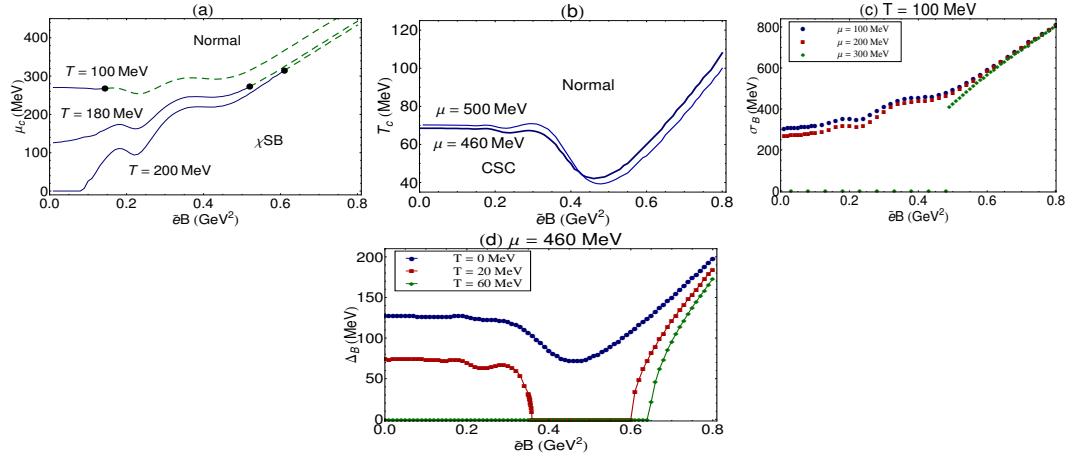 (a)
Normal
T = 100 MeV
T = 180 MeV
T = 200 MeV
χSB
μc (MeV)
400
300
200
100
0
0.0 0.2 0.4 0.6 0.8
ẽB (GeV²)
(b)
Normal
μ = 500 MeV
μ = 460 MeV
CSC
Tc (MeV)
120
100
80
60
40
0.0 0.2 0.4 0.6 0.8
ẽB (GeV²)
(c) T = 100 MeV
μ = 100 MeV
μ = 200 MeV
μ = 300 MeV
σB (MeV)
800
600
400
200
0
0.0 0.2 0.4 0.6 0.8
ẽB (GeV²)
(d) μ = 460 MeV
T = 0 MeV
T = 20 MeV
T = 60 MeV
ΔB (MeV)
200
150
100
50
0
0.0 0.2 0.4 0.6 0.8
ẽB (GeV²)